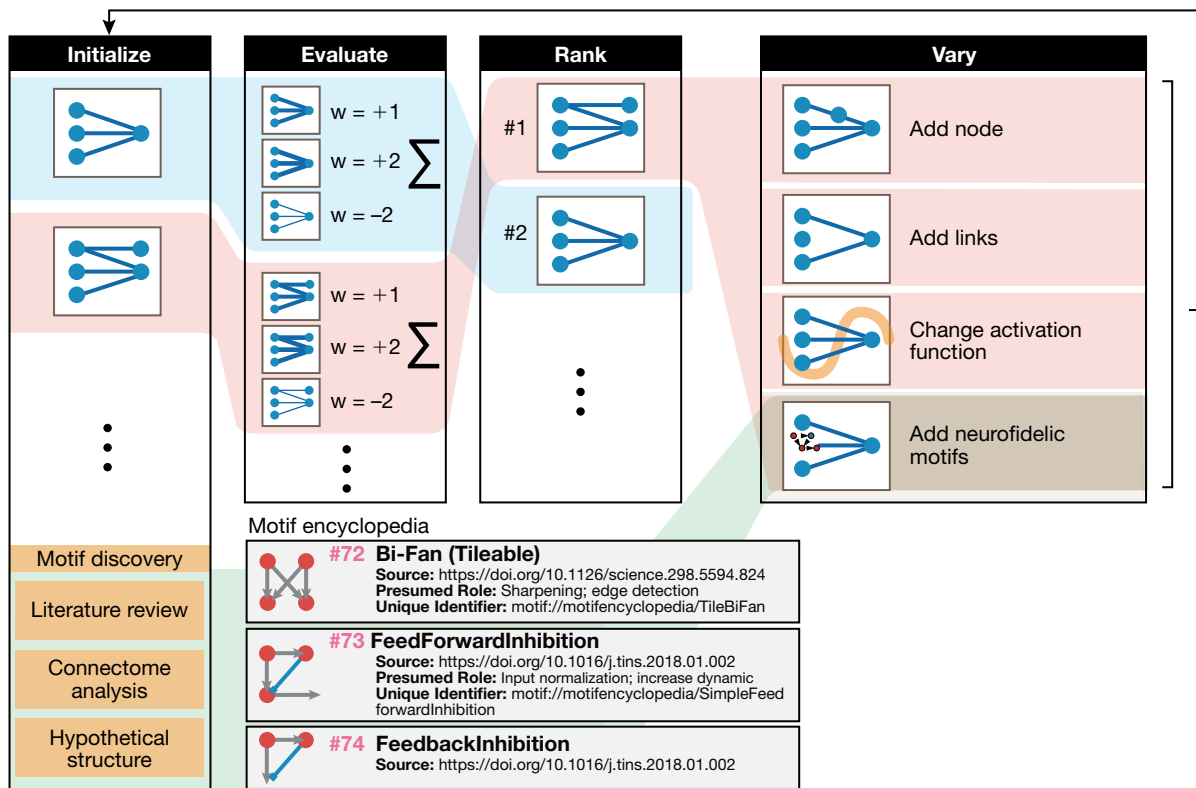 Initialize
Evaluate
Rank
Vary
w = +1
w = +2
∑
w = –2
w = +1
w = +2
∑
w = –2
#1
#2
Add node
Add links
Change activation
function
Add neurofidelic
motifs
Motif discovery
Literature review
Connectome
analysis
Hypothetical
structure
Motif encyclopedia
#72 Bi-Fan (Tileable)
Source: https://doi.org/10.1126/science.298.5594.824
Presumed Role: Sharpening; edge detection
Unique Identifier: motif://motifencyclopedia/TileBiFan
#73 FeedForwardInhibition
Source: https://doi.org/10.1016/j.tins.2018.01.002
Presumed Role: Input normalization; increase dynamic
Unique Identifier: motif://motifencyclopedia/SimpleFeed
forwardInhibition
#74 FeedbackInhibition
Source: https://doi.org/10.1016/j.tins.2018.01.002